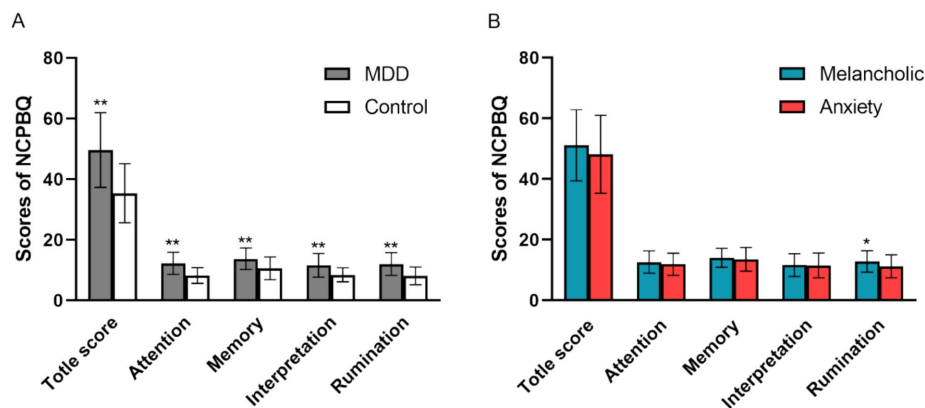 A
Scores of NCPBQ
80
60
40
20
0
MDD
Control
**
**
**
**
**
Totle score
Attention
Memory
Interpretation
Rumination
B
Scores of NCPBQ
80
60
40
20
0
Melancholic
Anxiety
*
Totle score
Attention
Memory
Interpretation
Rumination